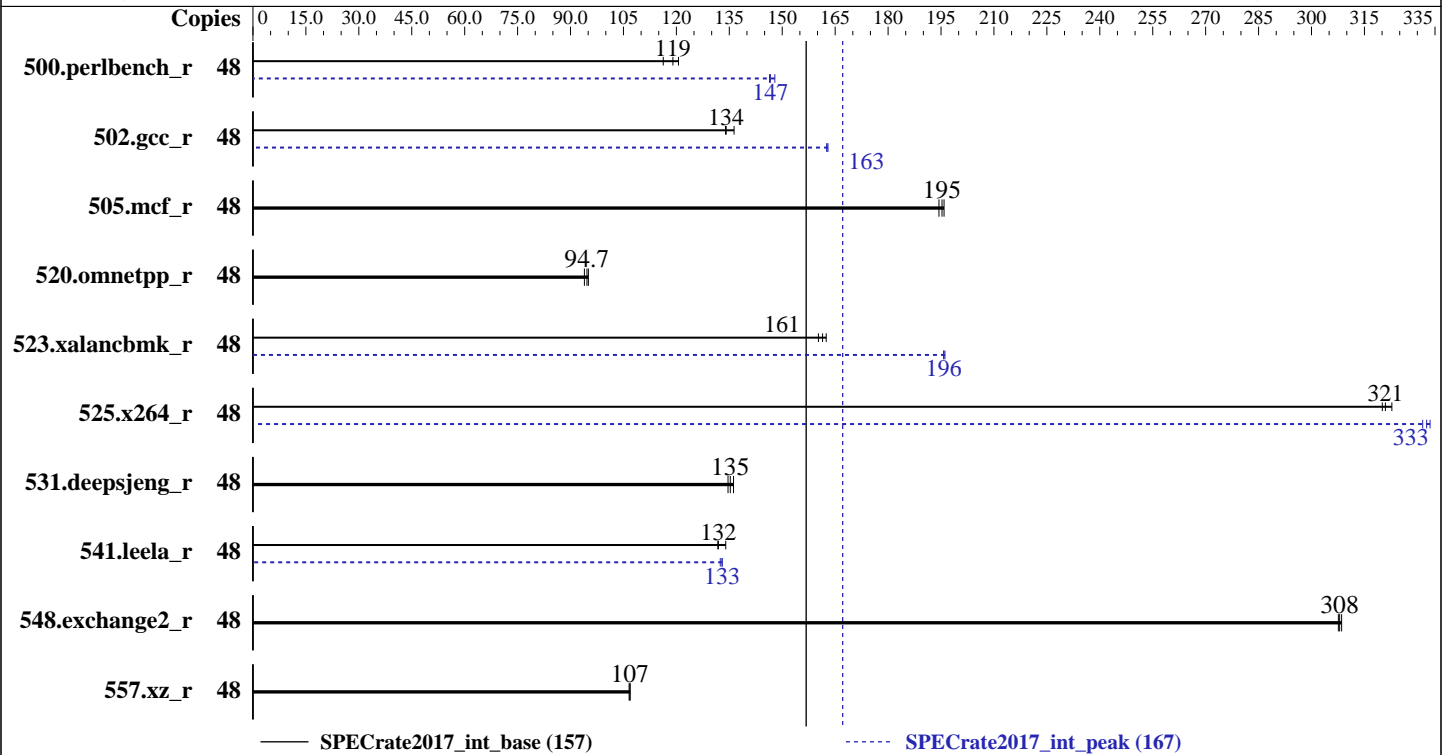 Copies 0 15.0 30.0 45.0 60.0 75.0 90.0 105 120 135 165 180 195 210 225 240 255 270 285 300 315 335
119
500.perlbench_r 48
147
134
502.gcc_r 48
163
195
505.mcf_r 48
94.7
520.omnetpp_r 48
161
523.xalancbmk_r 48
196
321
525.x264_r 48
333
135
531.deepsjeng_r 48
132
541.leela_r 48
133
308
548.exchange2_r 48
107
557.xz_r 48
SPECrate2017_int_base (157) SPECrate2017_int_peak (167)